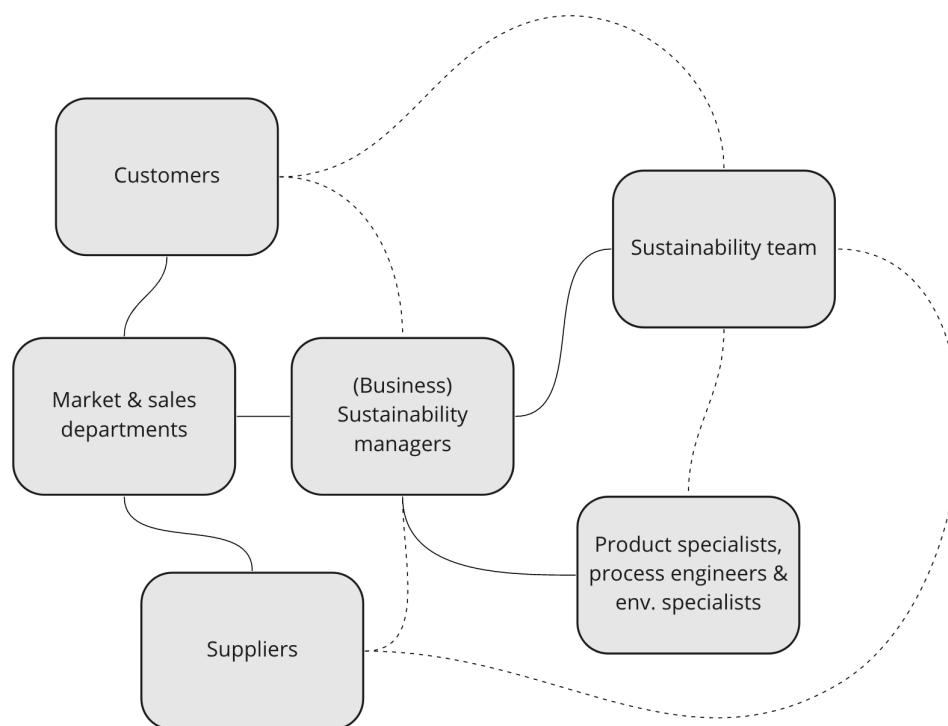 Customers
Sustainability team
Market & sales
departments
(Business)
Sustainability
managers
Product specialists,
process engineers &
env. specialists
Suppliers